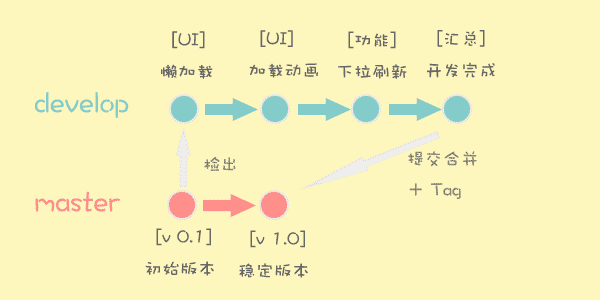 [UI] [UI] [功能] [汇总]
懒加载 加载动画 下拉刷新 开发完成
develop
检出 提交合并
+ Tag
master
[v 0.1] [v 1.0]
初始版本 稳定版本